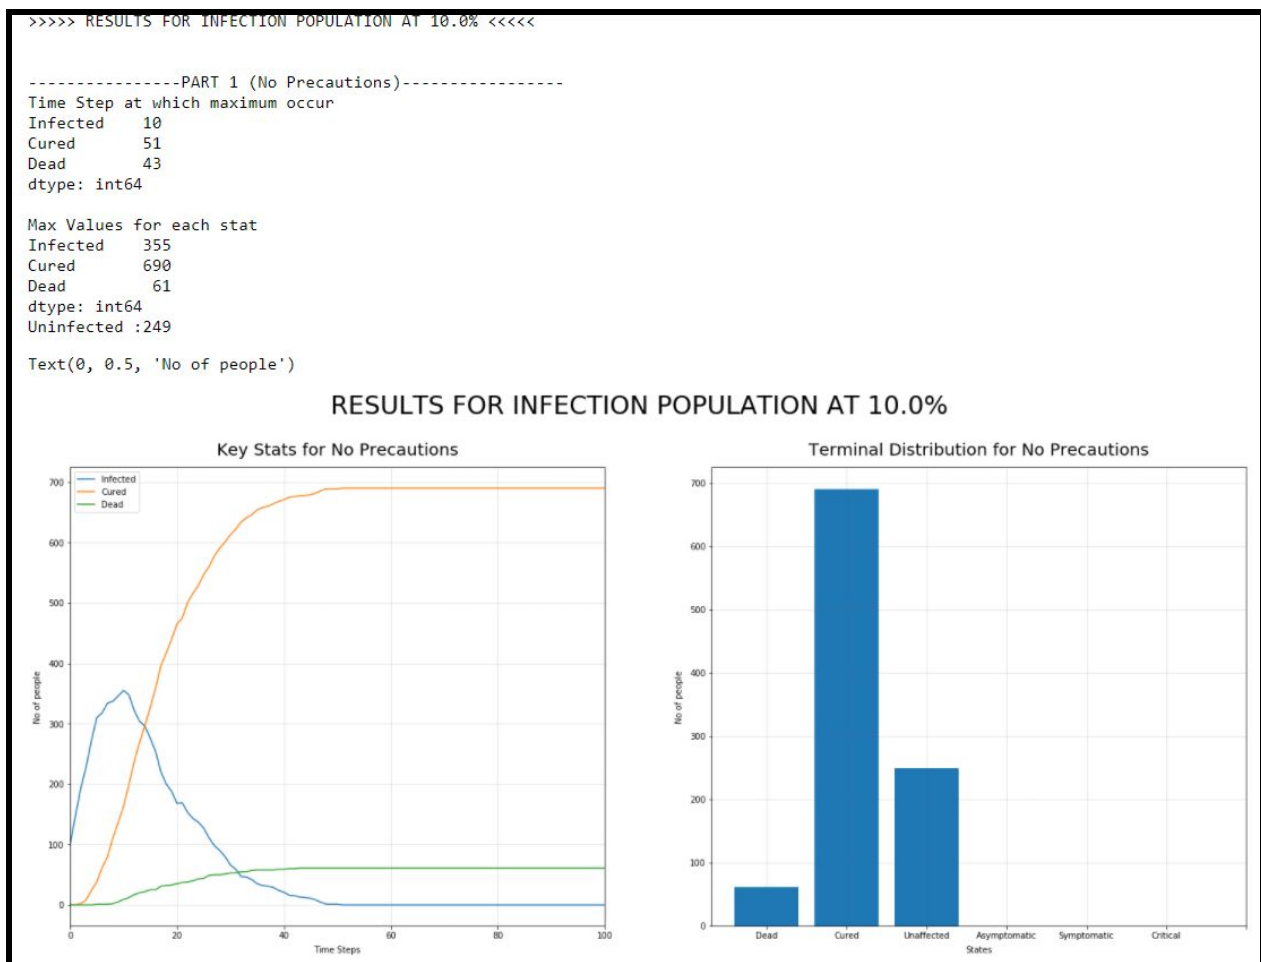 >>>>> RESULTS FOR INFECTION POPULATION AT 10.0% <<<<<
----------------PART 1 (No Precautions)-----------------
Time Step at which maximum occur
Infected 10
Cured 51
Dead 43
dtype: int64
Max Values for each stat
Infected 355
Cured 690
Dead 61
dtype: int64
Uninfected :249
Text(0, 0.5, 'No of people')
RESULTS FOR INFECTION POPULATION AT 10.0%
Key Stats for No Precautions
Infected
Cured
Dead
700
600
500
400
300
200
100
0
No of people
0 20 40 60 80 100
Time Steps
Terminal Distribution for No Precautions
700
600
500
400
300
200
100
0
No of people
Dead Cured Unaffected Asymptomatic Symptomatic Critical
States